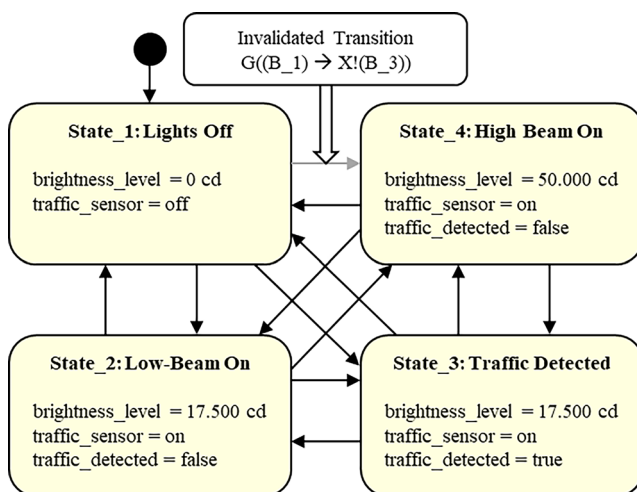 Invalidated Transition
G((B_1) → X!(B_3))
State_1: Lights Off
brightness_level = 0 cd
traffic_sensor = off
State_4: High Beam On
brightness_level = 50.000 cd
traffic_sensor = on
traffic_detected = false
State_2: Low-Beam On
brightness_level = 17.500 cd
traffic_sensor = on
traffic_detected = false
State_3: Traffic Detected
brightness_level = 17.500 cd
traffic_sensor = on
traffic_detected = true